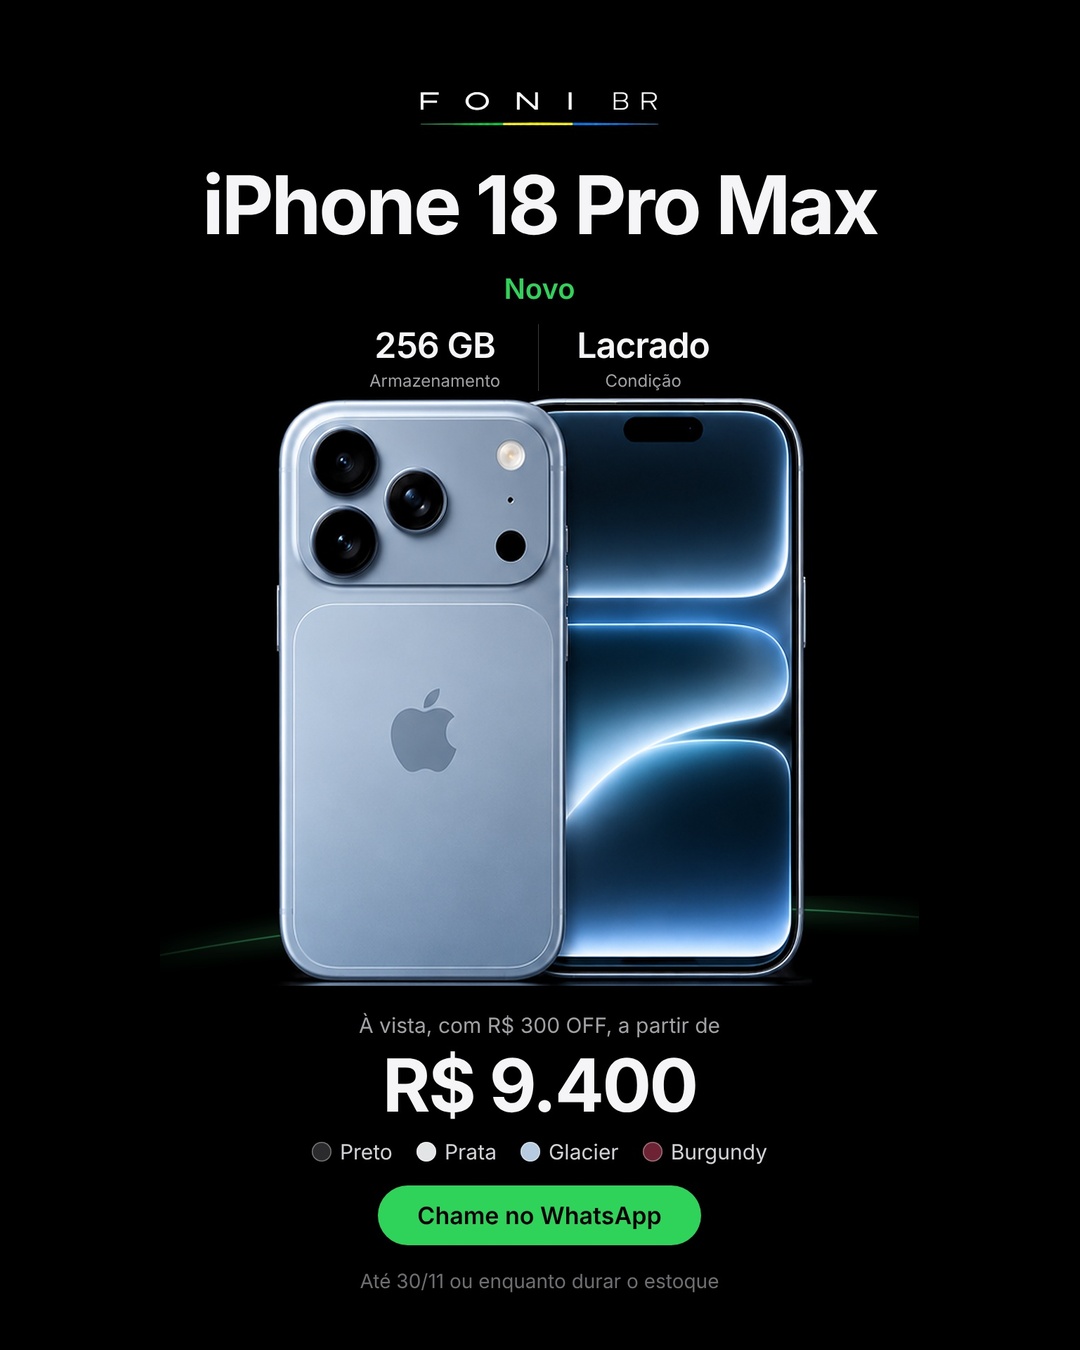 FONI BR
iPhone 18 Pro Max
Novo
256 GB
Armazenamento
Lacrado
Condição
À vista, com R$ 300 OFF, a partir de
R$ 9.400
Preto Prata Glacier Burgundy
Chame no WhatsApp
Até 30/11 ou enquanto durar o estoque